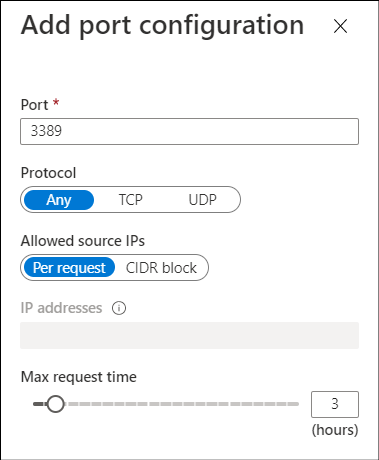 Add port configuration
Port *
3389
Protocol
Any TCP UDP
Allowed source IPs
Per request CIDR block
IP addresses
Max request time
3
(hours)